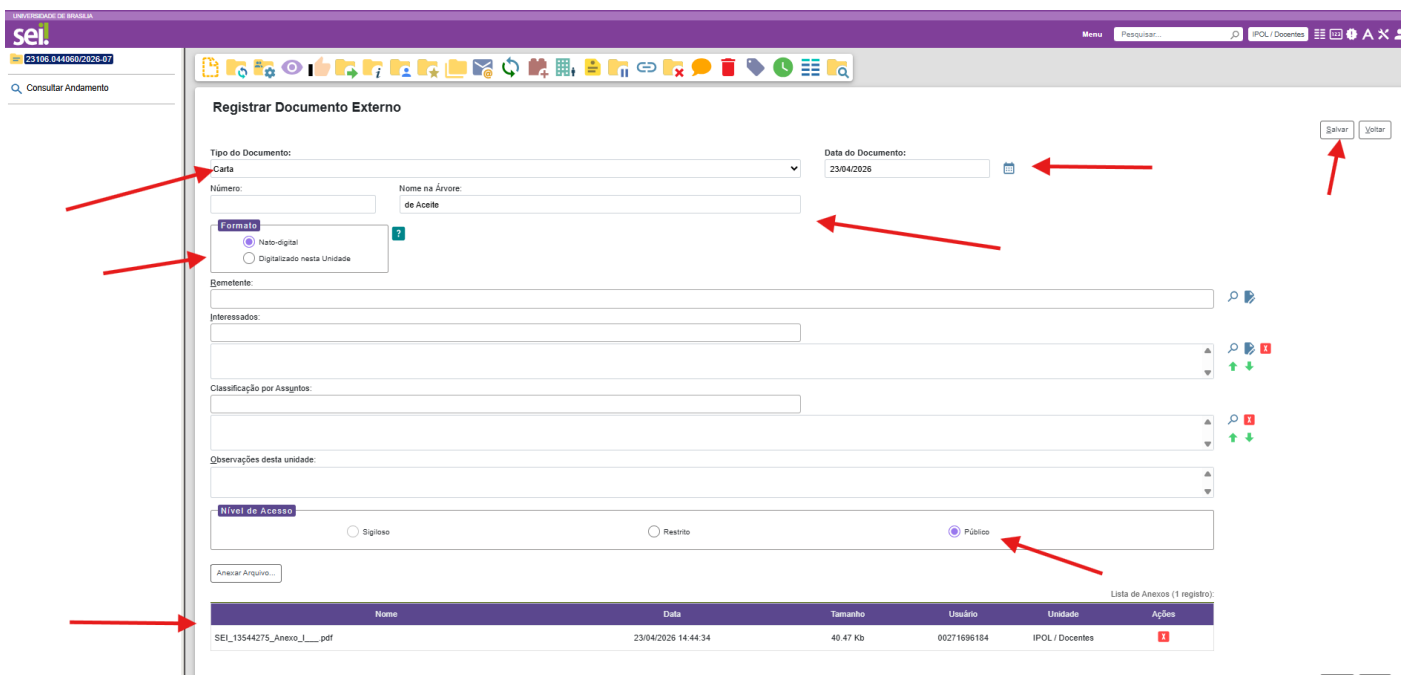 UNIVERSIDADE DE BRASILIA
sei!
Menu Pesquisar... IPOL / Docentes
23106.044060/2026-07
Consultar Andamento
Registrar Documento Externo
Salvar Voltar
Tipo do Documento: Data do Documento:
Carta 23/04/2026
Número: Nome na Árvore:
de Aceite
Formato
Nato-digital
Digitalizado nesta Unidade
Remetente:
Interessados:
Classificação por Assuntos:
Observações desta unidade:
Nível de Acesso
Sigiloso Restrito Público
Anexar Arquivo...
Lista de Anexos (1 registro):
Nome Data Tamanho Usuário Unidade Ações
SEI_13544275_Anexo_I___.pdf 23/04/2026 14:44:34 40.47 Kb 00271696184 IPOL / Docentes